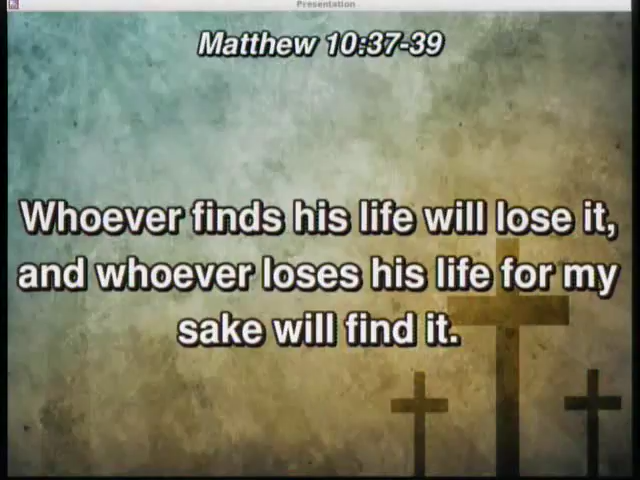 Presentation
Matthew 10:37-39
Whoever finds his life will lose it,
and whoever loses his life for my
sake will find it.